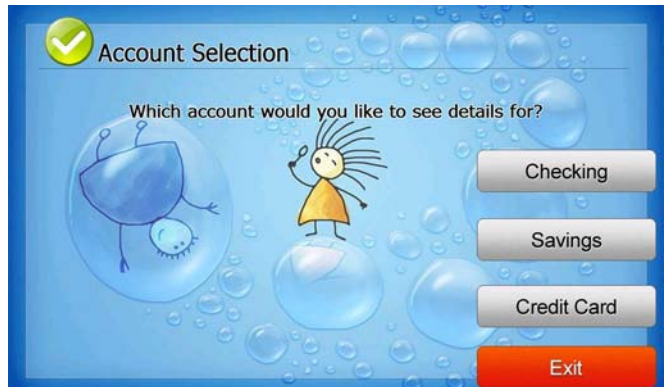 Account Selection
Which account would you like to see details for?
Checking
Savings
Credit Card
Exit